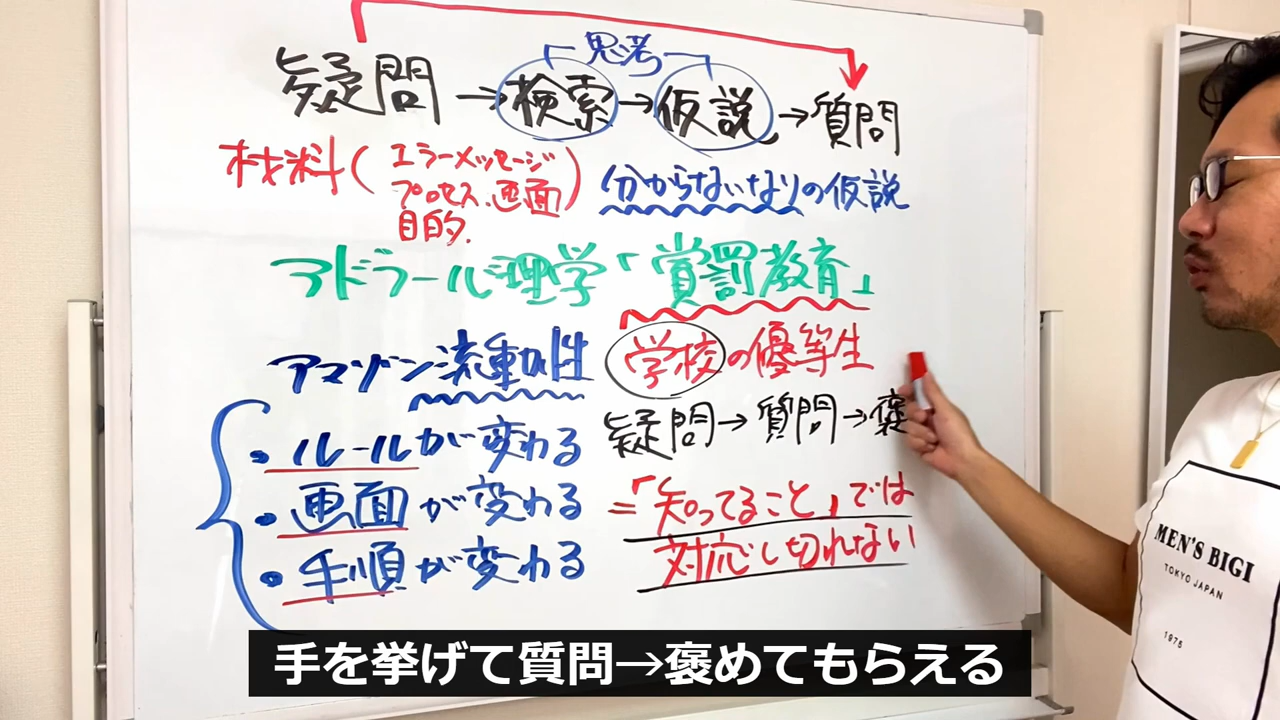 思考
疑問→検索→仮説→質問
材料(エラーメッセージ
プロセス、画面
目的)
分からないなりの仮説
アドラー心理学「賞罰教育」
アマゾン流動性
・ルールが変わる
・画面が変わる
・手順が変わる
学校の優等生
疑問→質問→褒
=「知ってること」では
対応し切れない
MEN'S BIGI
TOKYO JAPAN
1975
手を挙げて質問→褒めてもらえる